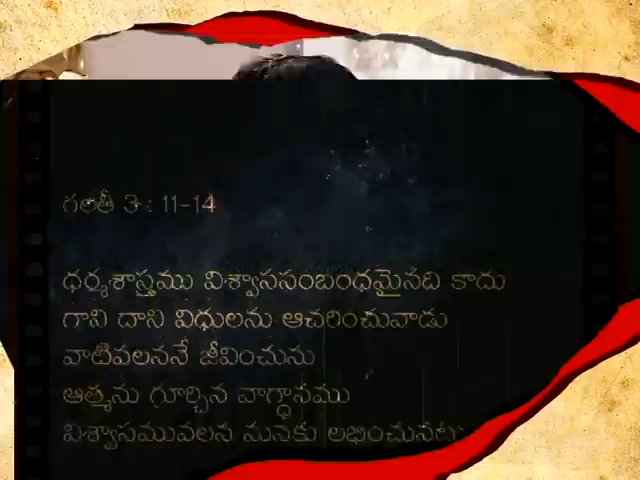 గలతీ 3 : 11-14
ధర్మశాస్త్రము విశ్వాససంబంధమైనది కాదు
గాని దాని విధులను ఆచరించువాడు
వాటివలననే జీవించును
ఆత్మను గూర్చిన వాగ్దానము
విశ్వాసమువలన మనకు లభించునట్లు